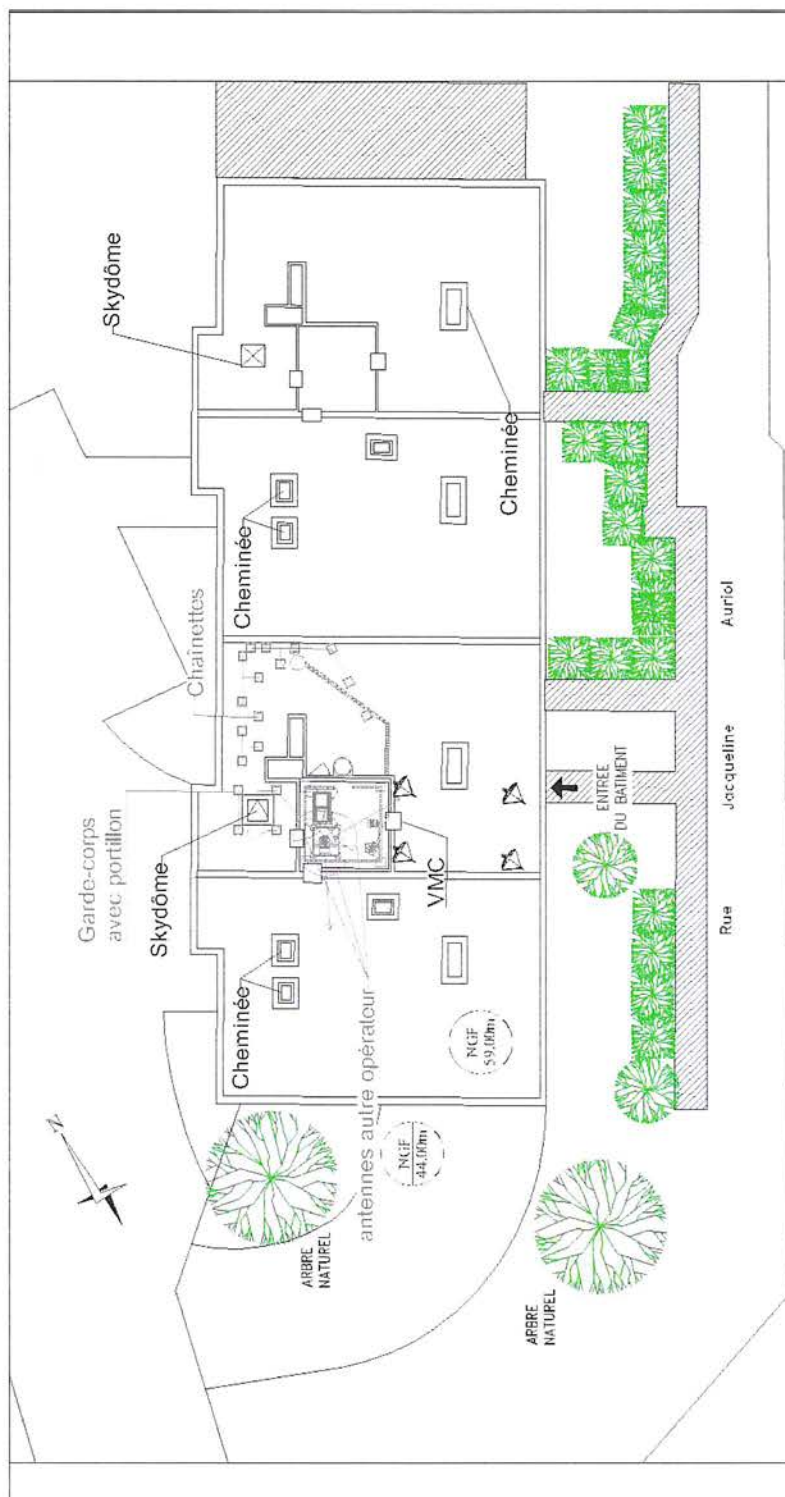 N
Garde-corps
avec portillon
Skydôme
Chaînettes
Skydôme
Cheminée
Cheminée
Cheminée
antennes autre opérateur
VMC
NGF
59,00m
NGF
44.00m
ARBRE
NATUREL
ARBRE
NATUREL
ENTREE
DU BATIMENT
Rue Jacqueline Auriol